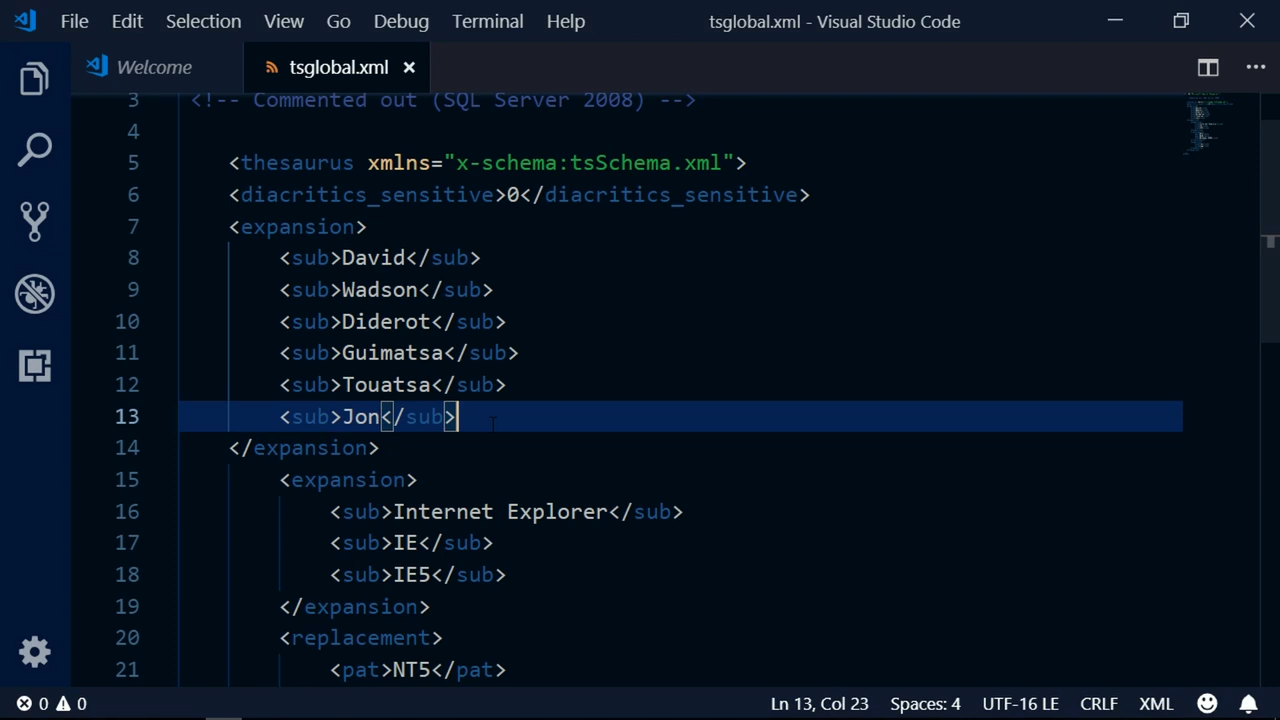 File Edit Selection View Go Debug Terminal Help tsglobal.xml - Visual Studio Code
Welcome tsglobal.xml
3 <!-- Commented out (SQL Server 2008) -->
4
5 <thesaurus xmlns="x-schema:tsSchema.xml">
6 <diacritics_sensitive>0</diacritics_sensitive>
7 <expansion>
8 <sub>David</sub>
9 <sub>Wadson</sub>
10 <sub>Diderot</sub>
11 <sub>Guimatsa</sub>
12 <sub>Touatsa</sub>
13 <sub>Jon</sub>
14 </expansion>
15 <expansion>
16 <sub>Internet Explorer</sub>
17 <sub>IE</sub>
18 <sub>IE5</sub>
19 </expansion>
20 <replacement>
21 <pat>NT5</pat>
0 0 Ln 13, Col 23 Spaces: 4 UTF-16 LE CRLF XML